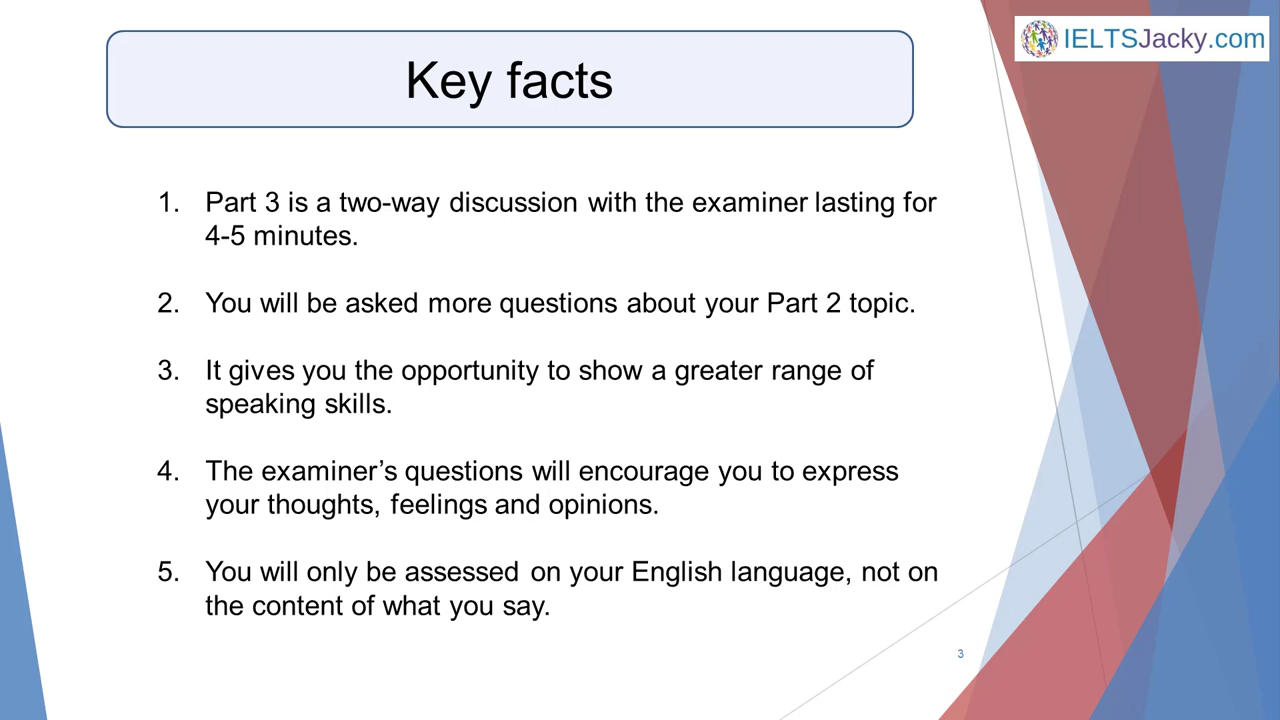 IELTSJacky.com
Key facts
1. Part 3 is a two-way discussion with the examiner lasting for
4-5 minutes.
2. You will be asked more questions about your Part 2 topic.
3. It gives you the opportunity to show a greater range of
speaking skills.
4. The examiner’s questions will encourage you to express
your thoughts, feelings and opinions.
5. You will only be assessed on your English language, not on
the content of what you say.
3